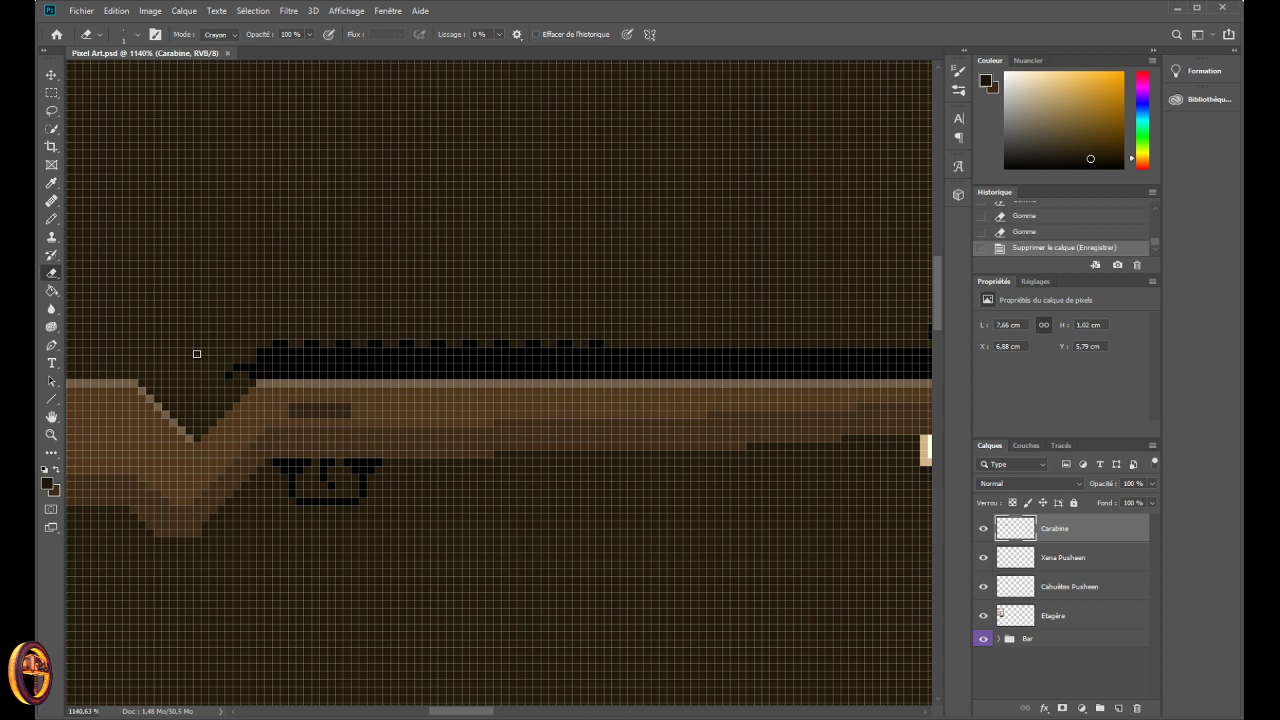 Ps Fichier Edition Image Calque Texte Sélection Filtre 3D Affichage Fenêtre Aide
1 Mode : Crayon Opacité : 100 % Flux : Lissage : 0 % Effacer de l'historique
Pixel Art.psd @ 1140% (Carabine, RVB/8) ×
Couleur Nuancier
Formation
Bibliothèqu...
Historique
Gomme
Gomme
Supprimer le calque (Enregistrer)
Propriétés Réglages
Propriétés du calque de pixels
L : 7,66 cm H : 1,02 cm
X : 6,88 cm Y : 5,79 cm
Calques Couches Tracés
Type
Normal Opacité : 100 %
Verrou : Fond : 100 %
Carabine
Xena Pusheen
Cahuètes Pusheen
Etagère
Bar
1140,63 % Doc : 1,48 Mo/50,5 Mo